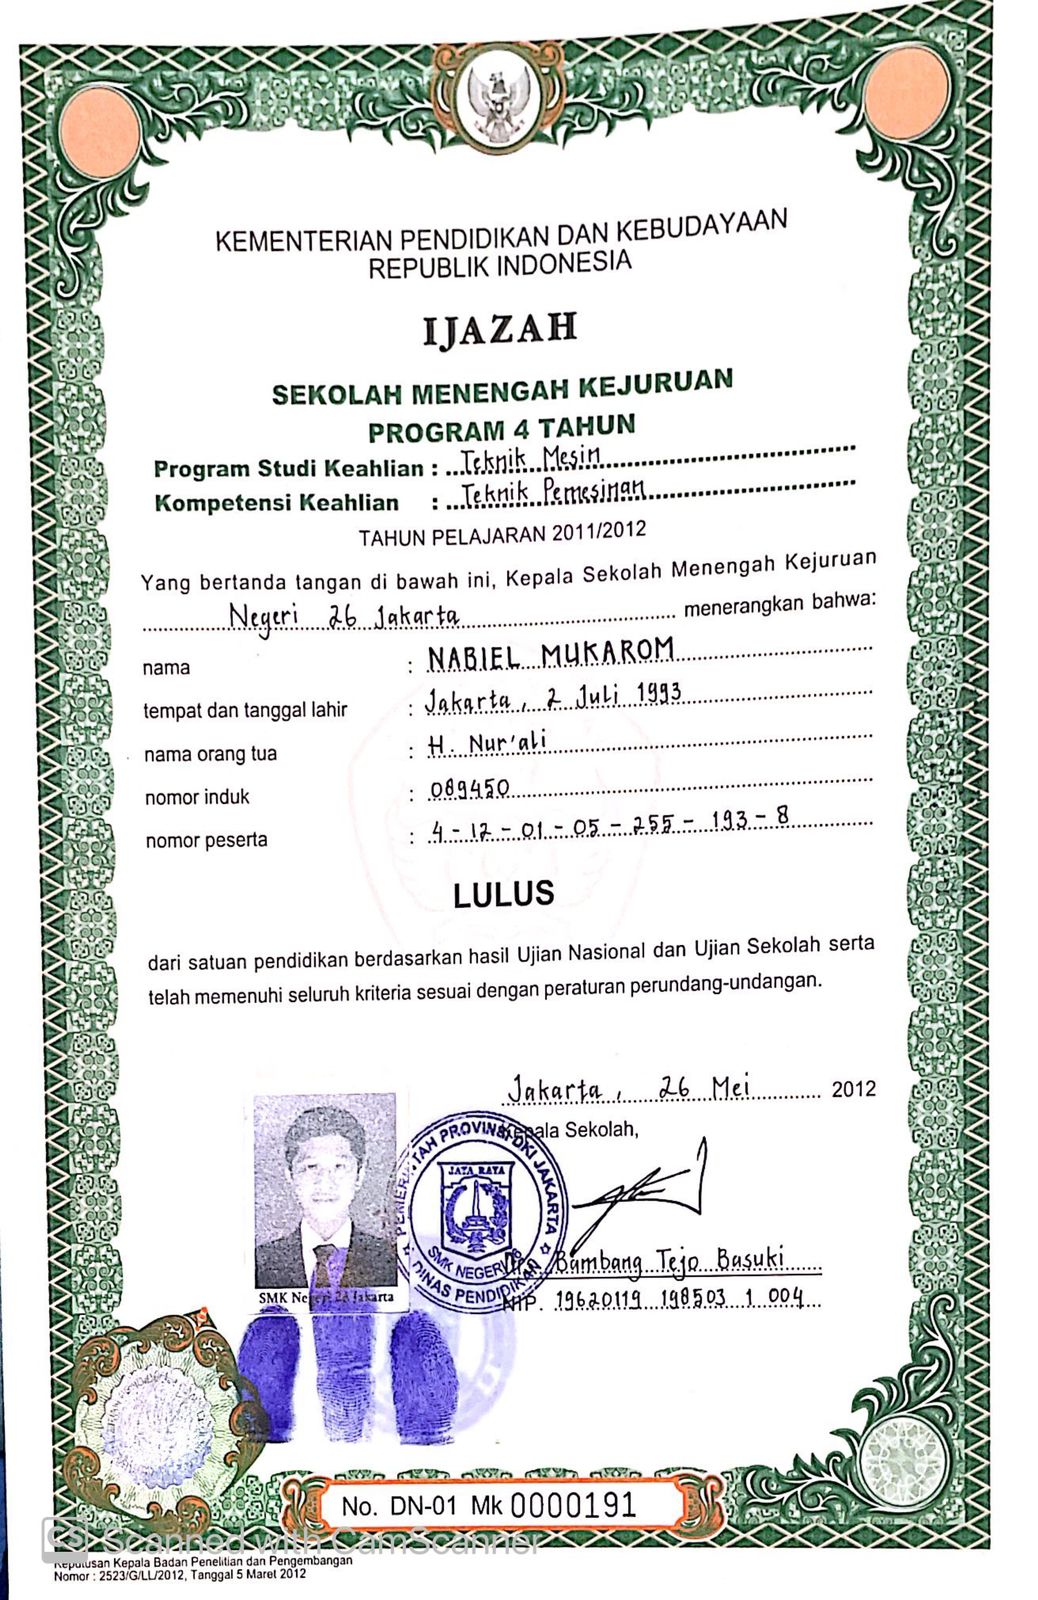 KEMENTERIAN PENDIDIKAN DAN KEBUDAYAAN
REPUBLIK INDONESIA
IJAZAH
SEKOLAH MENENGAH KEJURUAN
PROGRAM 4 TAHUN
Program Studi Keahlian : Teknik Mesin
Kompetensi Keahlian : Teknik Pemesinan
TAHUN PELAJARAN 2011/2012
Yang bertanda tangan di bawah ini, Kepala Sekolah Menengah Kejuruan
Negeri 26 Jakarta menerangkan bahwa:
nama : NABIEL MUKAROM
tempat dan tanggal lahir : Jakarta, 2 Juli 1993
nama orang tua : H. Nur'ali
nomor induk : 089450
nomor peserta : 4 - 12 - 01 - 05 - 255 - 193 - 8
LULUS
dari satuan pendidikan berdasarkan hasil Ujian Nasional dan Ujian Sekolah serta
telah memenuhi seluruh kriteria sesuai dengan peraturan perundang-undangan.
Jakarta, 26 Mei 2012
Kepala Sekolah,
PEMERINTAH PROVINSI DKI JAKARTA
JAYA RAYA
SMK NEGERI 26
DINAS PENDIDIKAN
Bambang Tejo Basuki
NIP. 19620119 198503 1 004
SMK Negeri 26 Jakarta
No. DN-01 Mk 0000191
CS Scanned with CamScanner
Keputusan Kepala Badan Penelitian dan Pengembangan
Nomor : 2523/G/LL/2012, Tanggal 5 Maret 2012